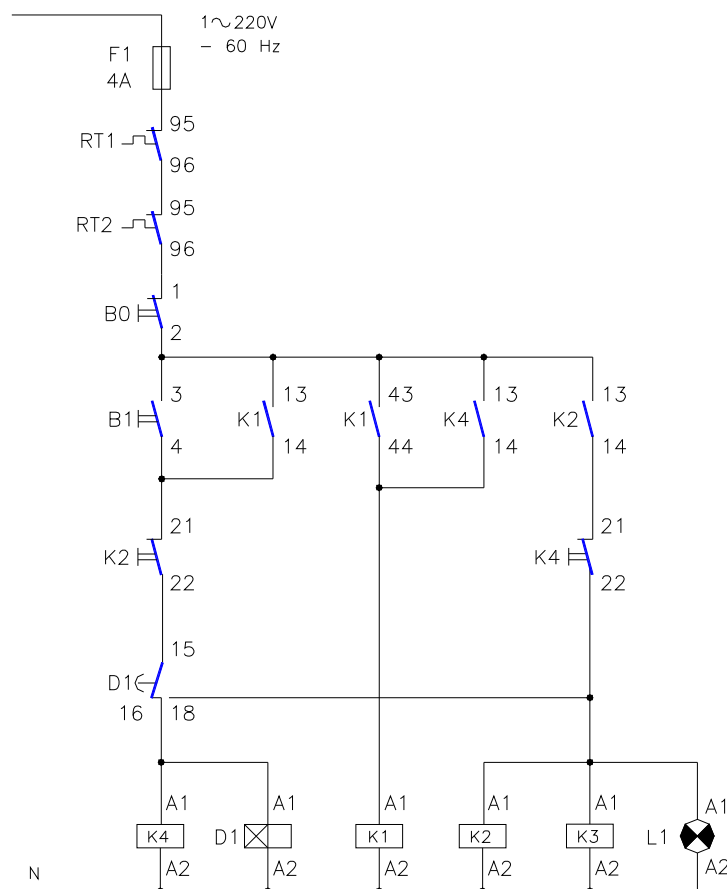 1~220V
- 60 Hz
F1
4A
95
RT1
96
95
RT2
96
1
B0
2
3 13 43 13 13
B1 K1 K1 K4 K2
4 14 44 14 14
21 21
K2 K4
22 22
15
D1
16 18
A1 A1 A1 A1 A1 A1
K4 D1 K1 K2 K3 L1
A2 A2 A2 A2 A2 A2
N